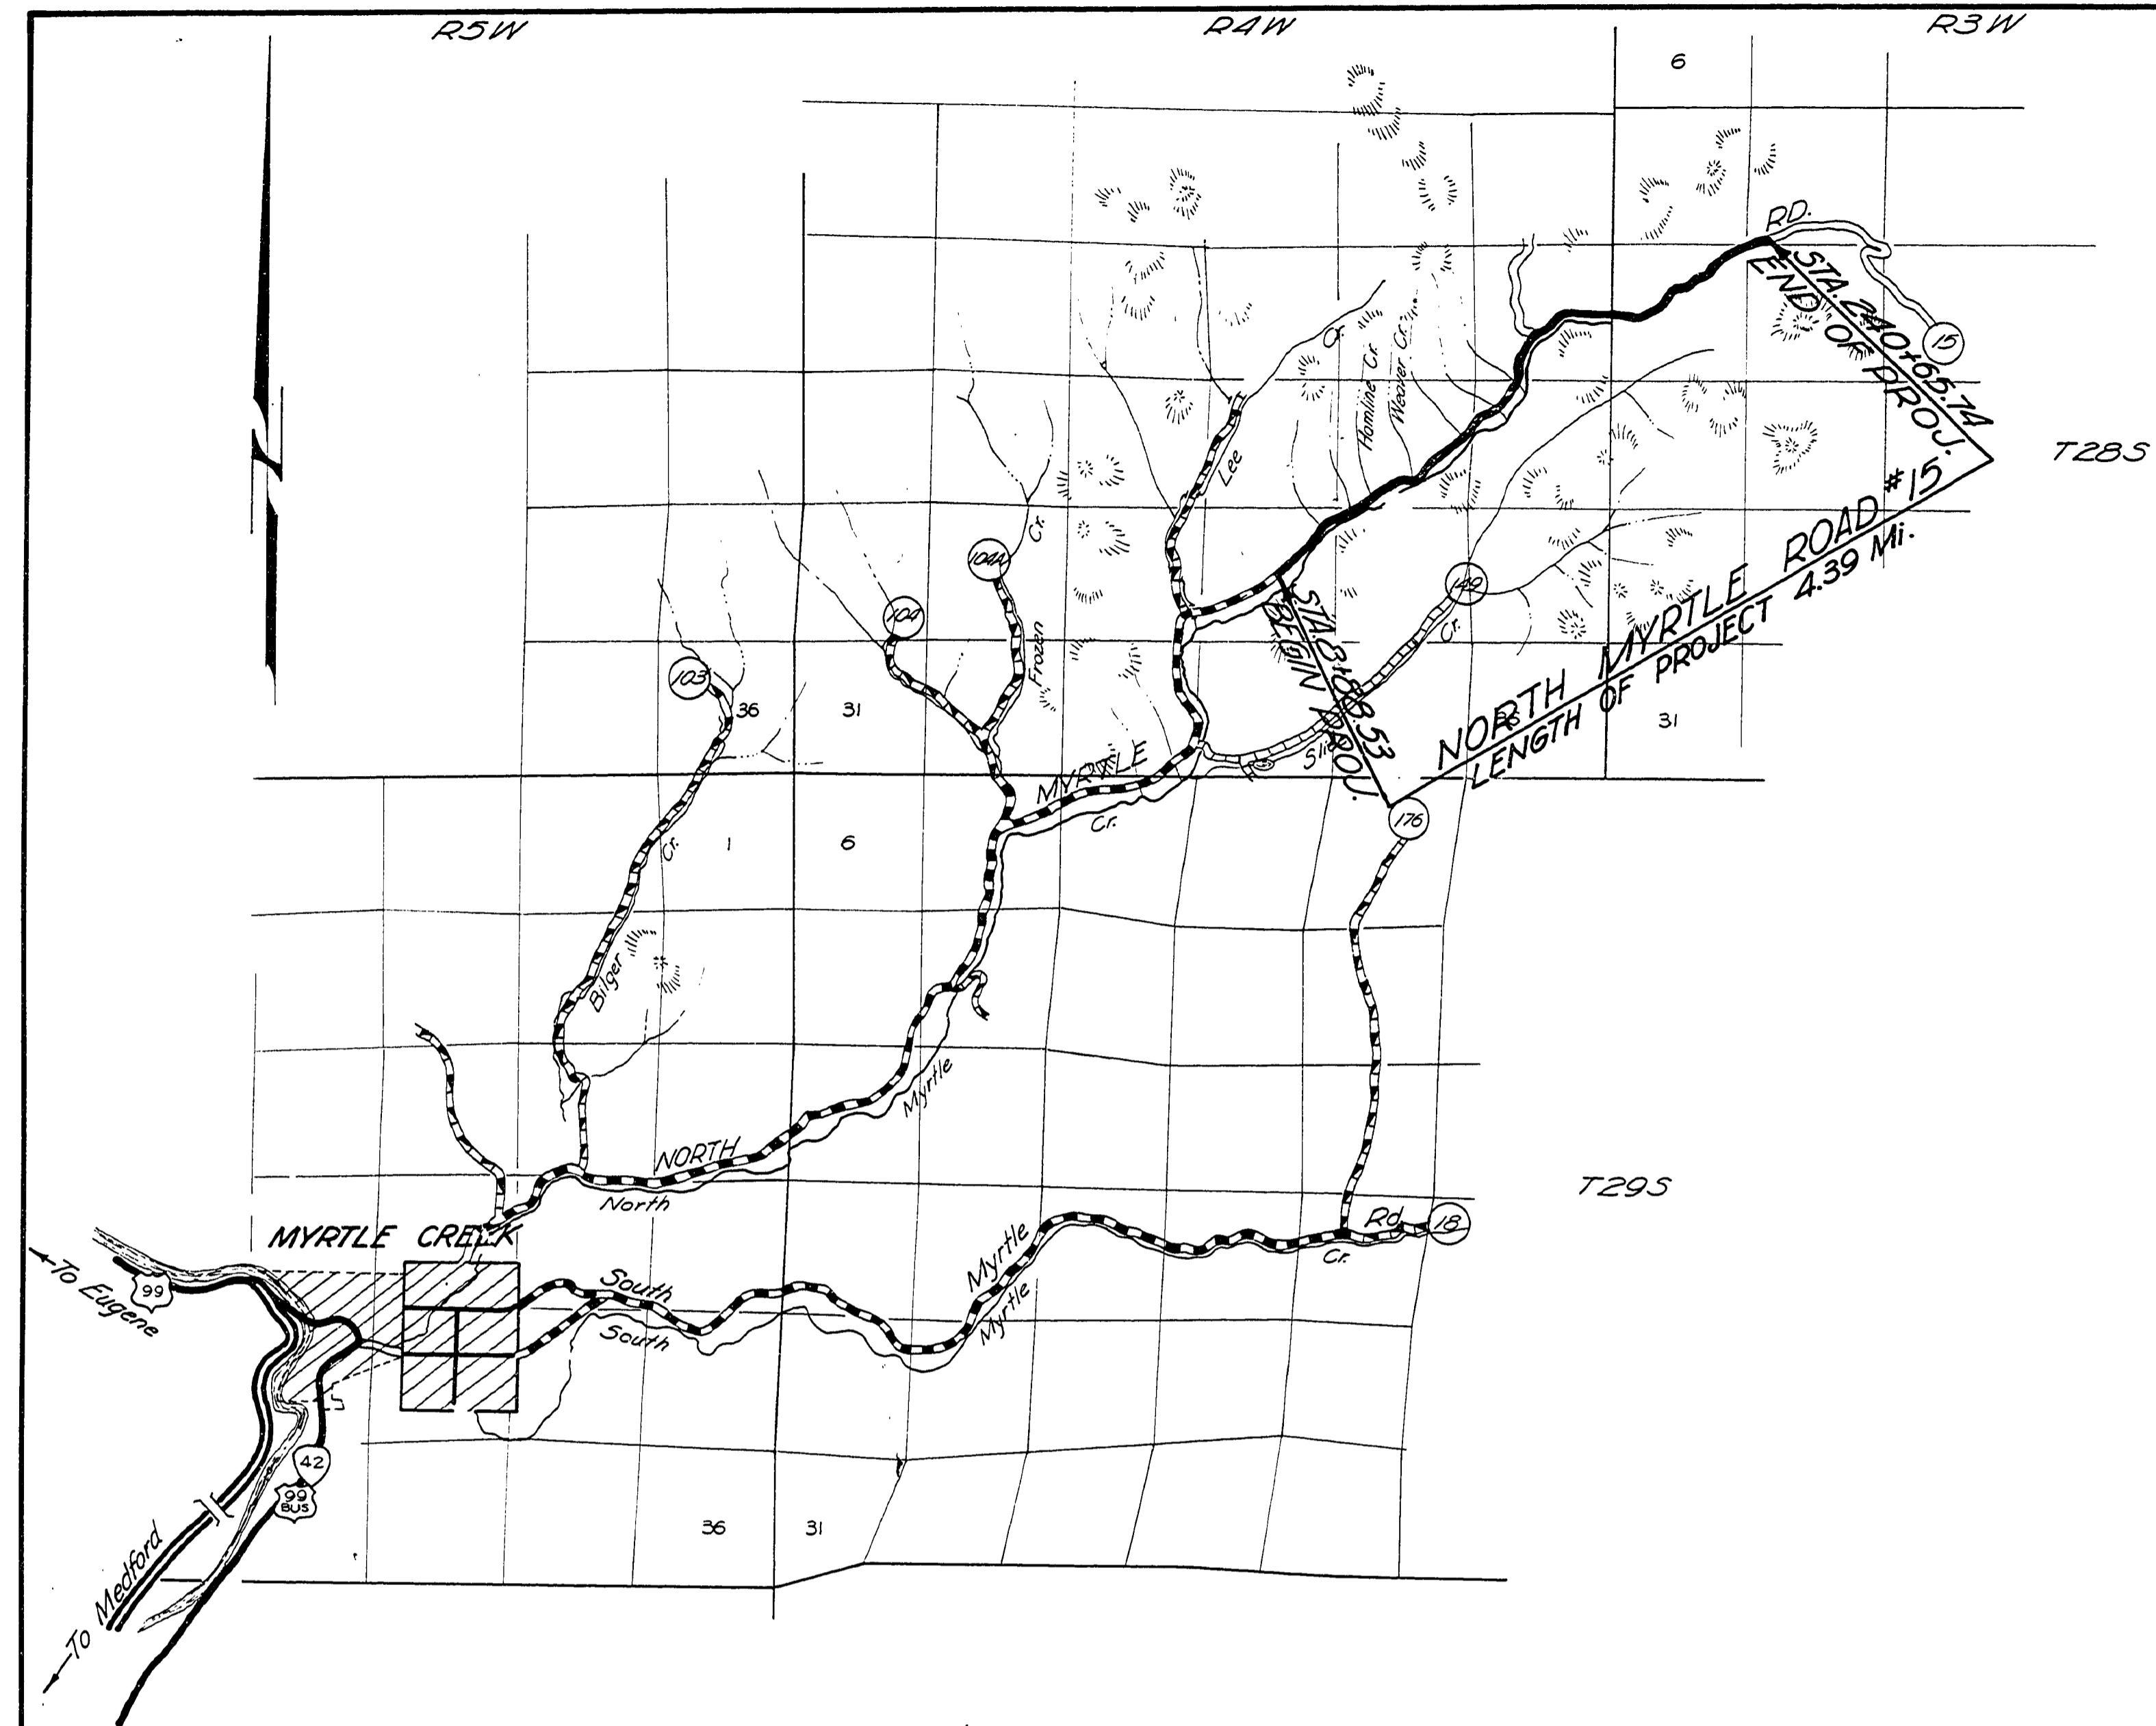 R5W
R4W
R3W
6
RD.
STA. 240+65.74
END OF PROJ.
15
T28S
Cr.
Homline Cr.
Weaver Cr.
Lee
NORTH MYRTLE ROAD #15
LENGTH OF PROJECT 4.39 Mi.
104A
Cr.
104
Frozen
149
Cr.
STA. 8+88.53
BEGIN PROJ.
103
36
31
36
31
Slide
MYRTLE
Cr.
176
Cr.
1
6
Bilger
Myrtle
NORTH
North
T29S
MYRTLE CREEK
Rd
18
Cr.
Myrtle
Myrtle
South
South
To Eugene
99
42
99
BUS
To Medford
36
31